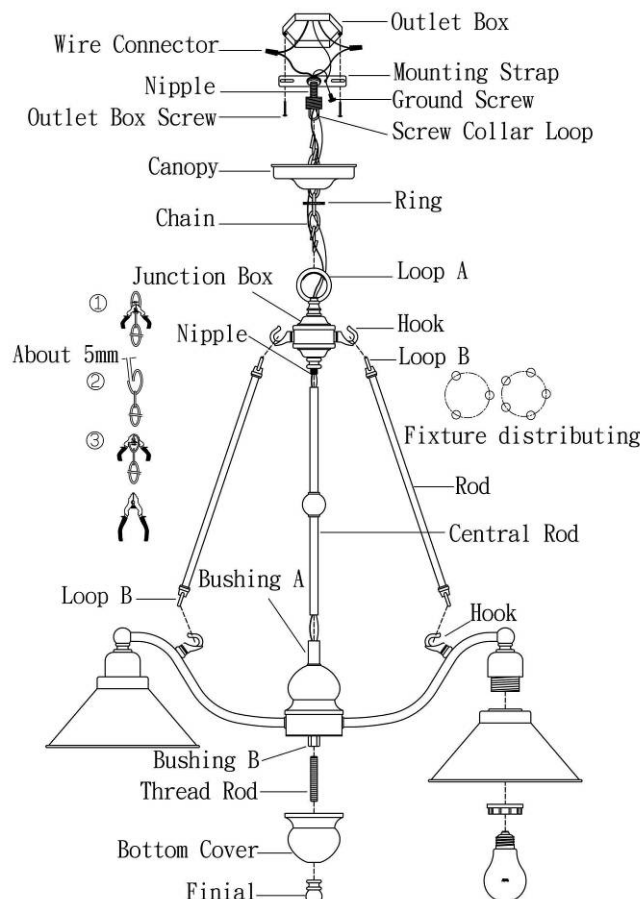 Outlet Box
Wire Connector
Mounting Strap
Nipple
Ground Screw
Outlet Box Screw
Screw Collar Loop
Canopy
Ring
Chain
Loop A
Junction Box
①
Hook
Nipple
About 5mm
Loop B
②
Fixture distributing
③
Rod
Central Rod
Bushing A
Loop B
Hook
Bushing B
Thread Rod
Bottom Cover
Finial